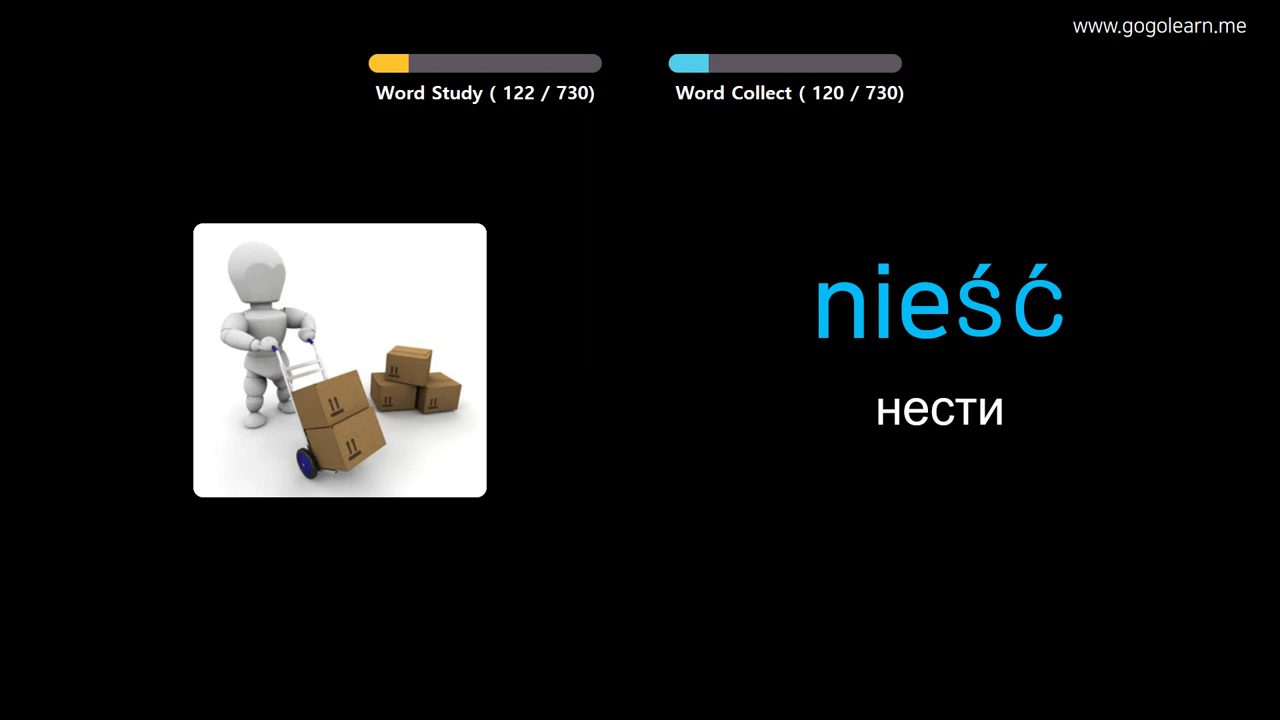 www.gogolearn.me
Word Study ( 122 / 730)
Word Collect ( 120 / 730)
nieść
нести